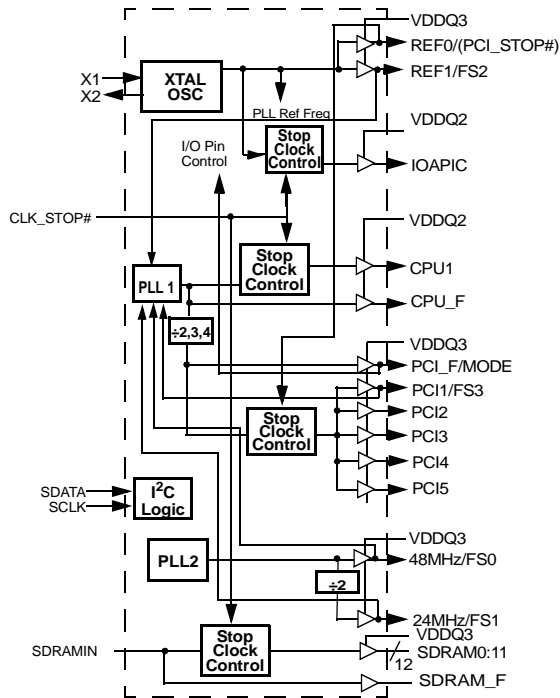 VDDQ3
REF0/(PCI_STOP#)
X1
X2
XTAL
OSC
REF1/FS2
PLL Ref Freq
VDDQ2
I/O Pin
Control
Stop
Clock
Control
IOAPIC
CLK_STOP#
VDDQ2
Stop
Clock
Control
CPU1
PLL 1
CPU_F
÷2,3,4
VDDQ3
PCI_F/MODE
PCI1/FS3
Stop
Clock
Control
PCI2
PCI3
PCI4
PCI5
SDATA
SCLK
I²C
Logic
VDDQ3
PLL2
48MHz/FS0
÷2
24MHz/FS1
VDDQ3
SDRAMIN
Stop
Clock
Control
SDRAM0:11
12
SDRAM_F